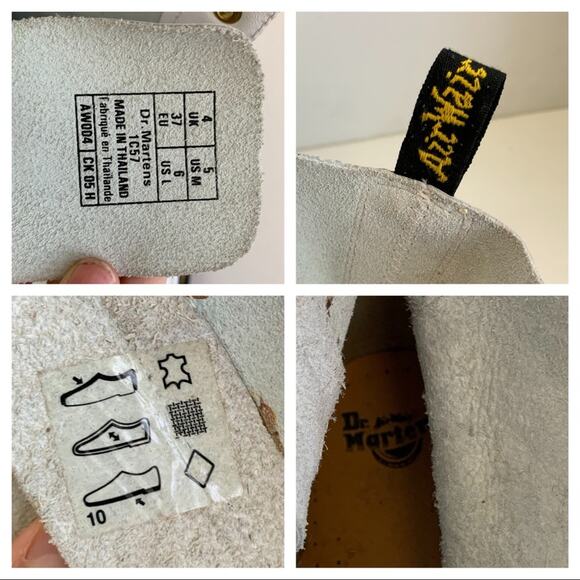 4 5
UK US M
37 6
EU US L
Dr. Martens
1C57
MADE IN THAILAND
Fabriqué en Thaïlande
AW004 CK 05 H
AirWair
10
Dr.
Martens